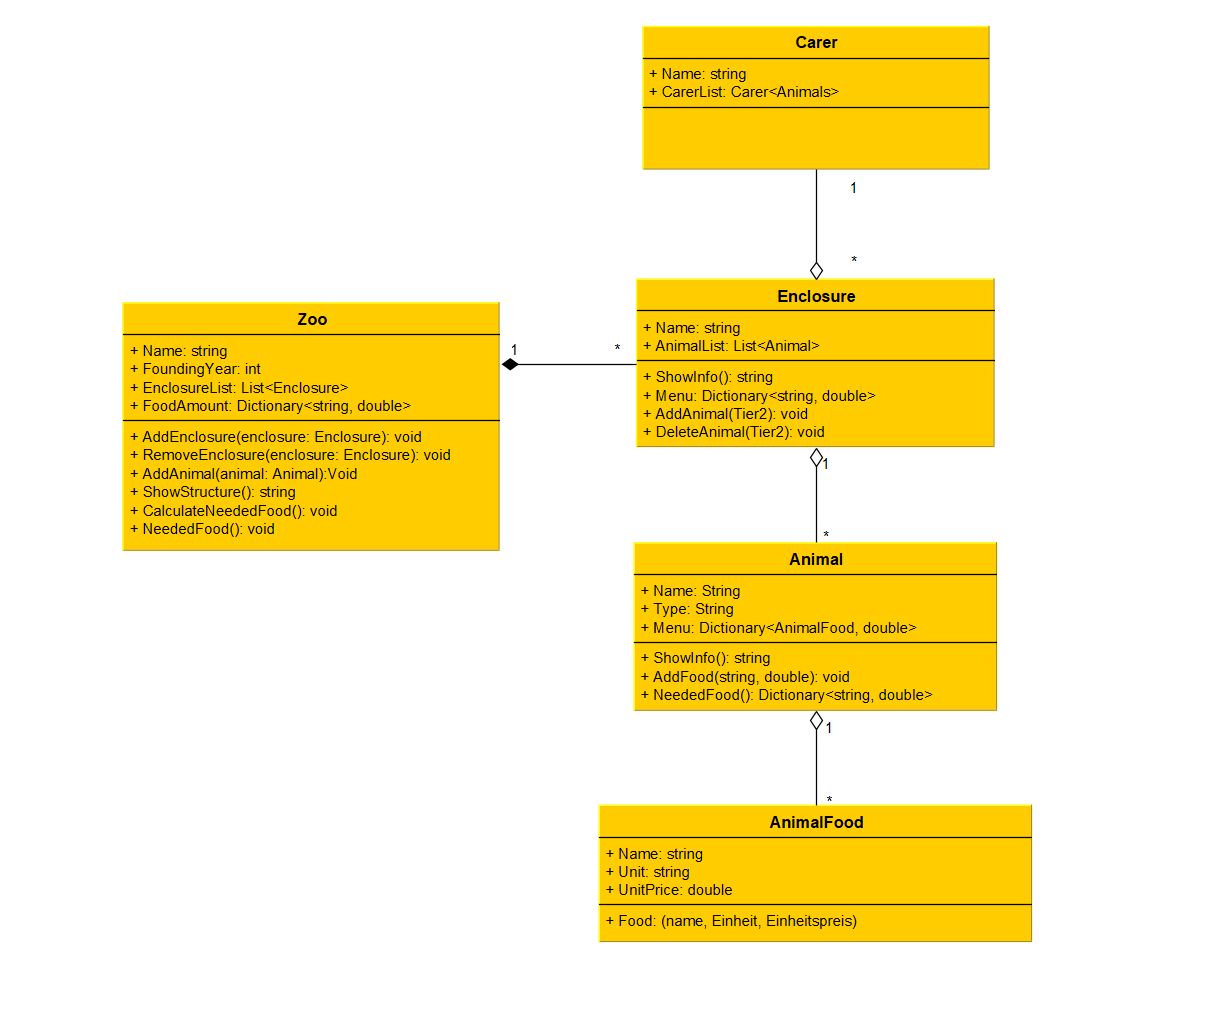 Carer
+ Name: string
+ CarerList: Carer<Animals>
1
*
Enclosure
+ Name: string
+ AnimalList: List<Animal>
+ ShowInfo(): string
+ Menu: Dictionary<string, double>
+ AddAnimal(Tier2): void
+ DeleteAnimal(Tier2): void
Zoo
+ Name: string
+ FoundingYear: int
+ EnclosureList: List<Enclosure>
+ FoodAmount: Dictionary<string, double>
+ AddEnclosure(enclosure: Enclosure): void
+ RemoveEnclosure(enclosure: Enclosure): void
+ AddAnimal(animal: Animal):Void
+ ShowStructure(): string
+ CalculateNeededFood(): void
+ NeededFood(): void
1
*
1
*
Animal
+ Name: String
+ Type: String
+ Menu: Dictionary<AnimalFood, double>
+ ShowInfo(): string
+ AddFood(string, double): void
+ NeededFood(): Dictionary<string, double>
1
*
AnimalFood
+ Name: string
+ Unit: string
+ UnitPrice: double
+ Food: (name, Einheit, Einheitspreis)